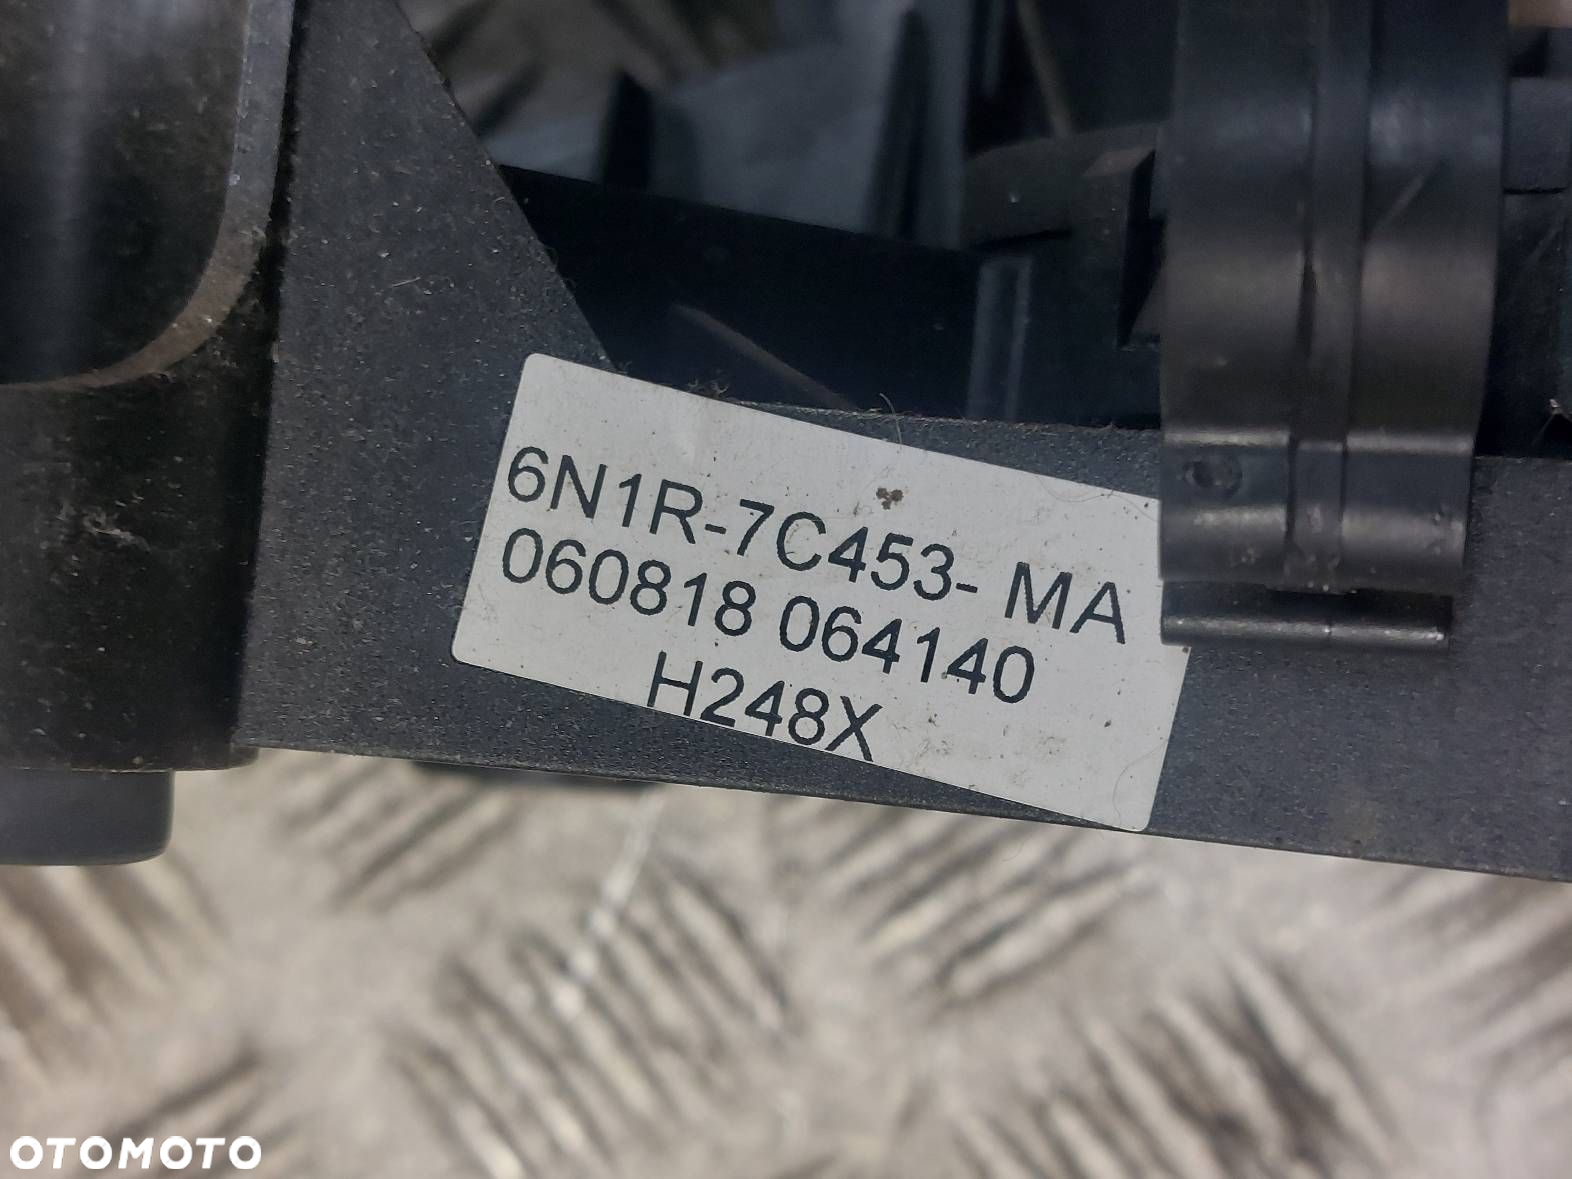 6N1R-7C453- MA
060818 064140
H248X
OTOMOTO